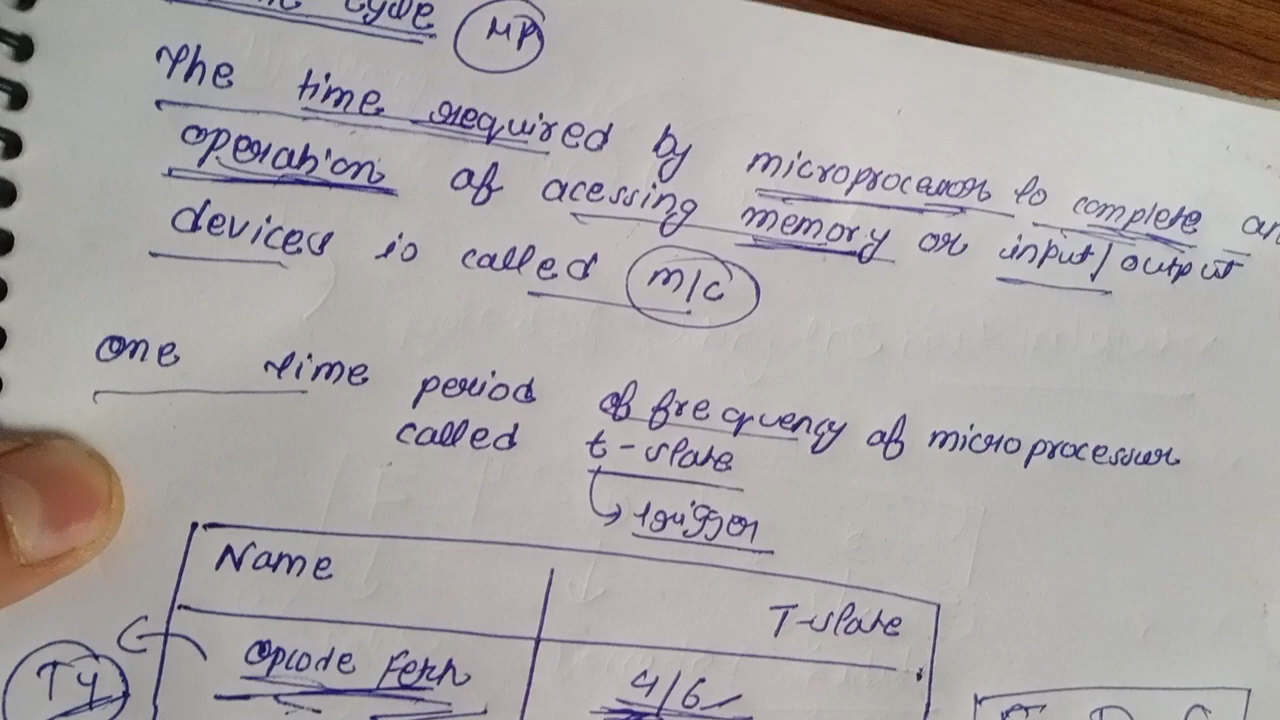 cycle MP
The time required by microprocessor to complete an
operation of acessing memory or input/output
devices is called M/C
one time period of frequency of microprocessor
called t-state
trigger
Name T-state
opcode Fetch 4/6
T4